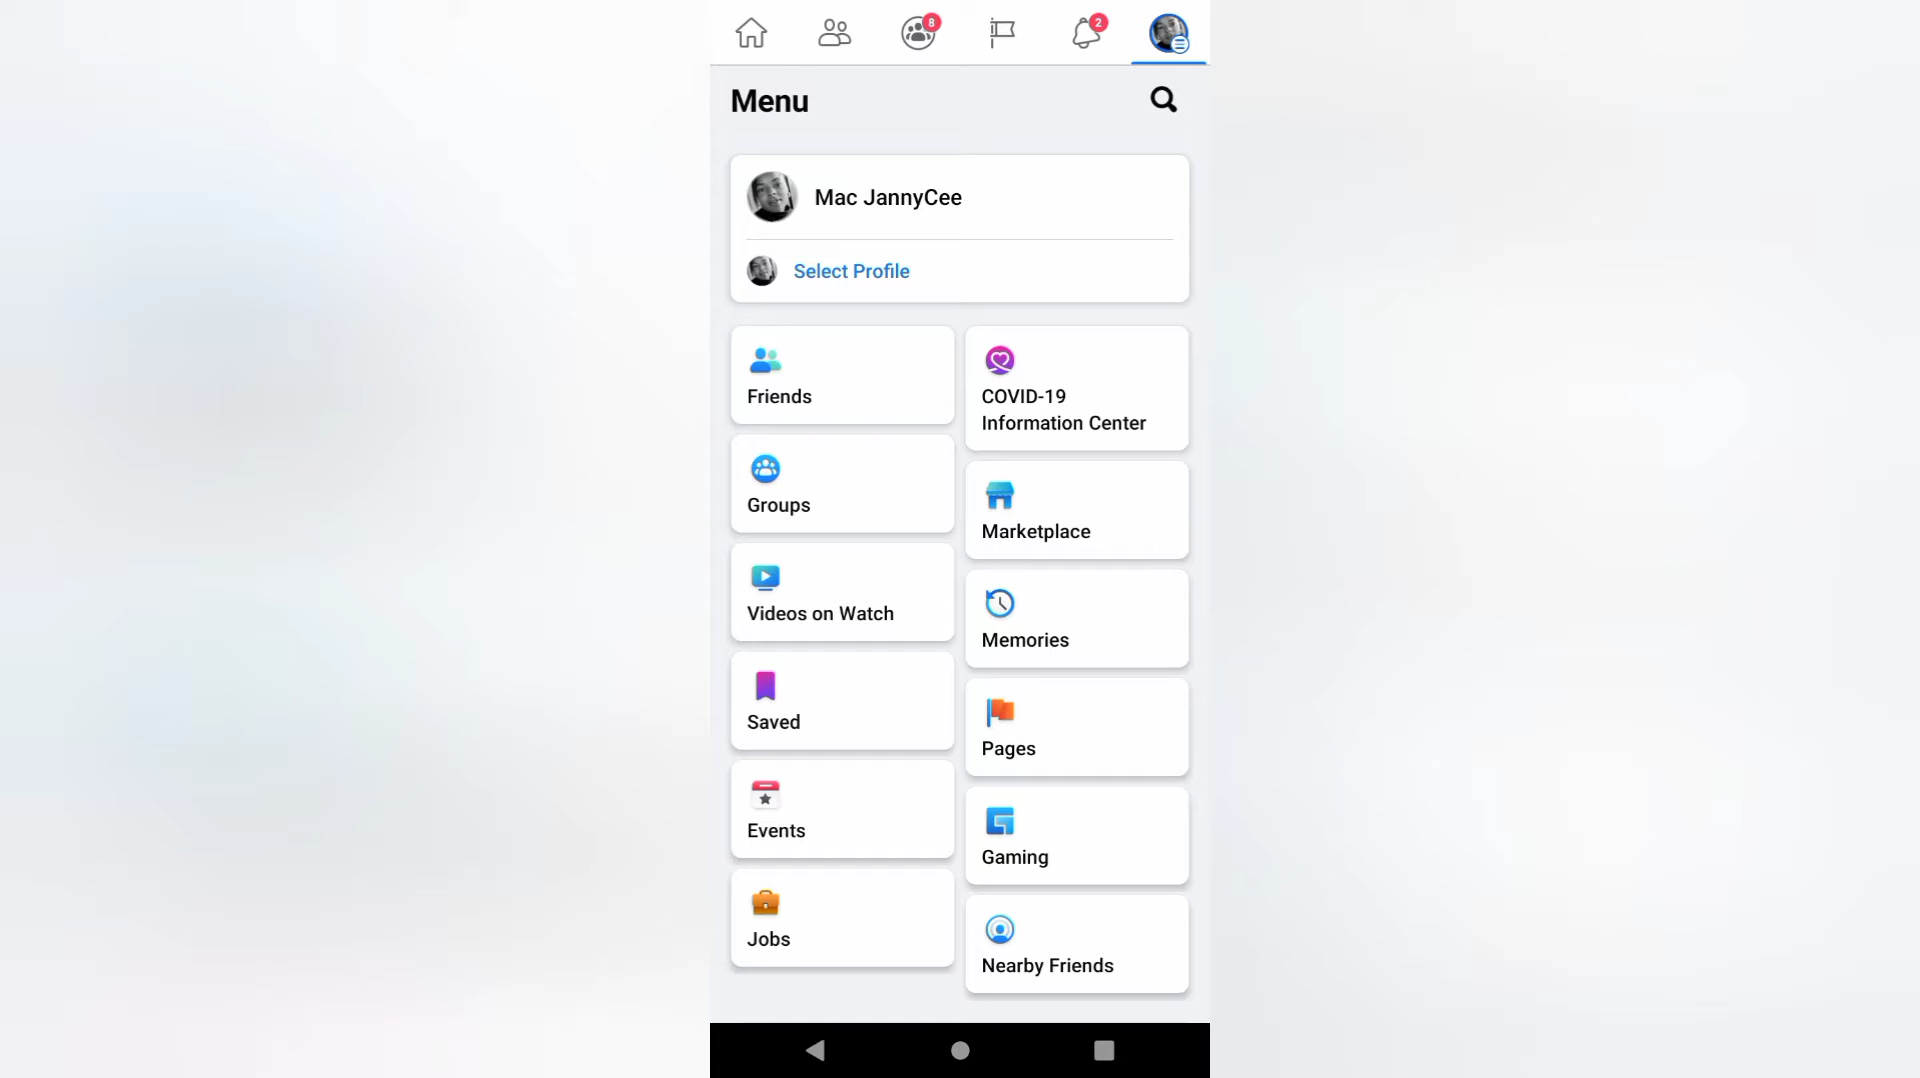 8
2
Menu
Mac JannyCee
Select Profile
Friends
COVID-19
Information Center
Groups
Marketplace
Videos on Watch
Memories
Saved
Pages
Events
Gaming
Jobs
Nearby Friends